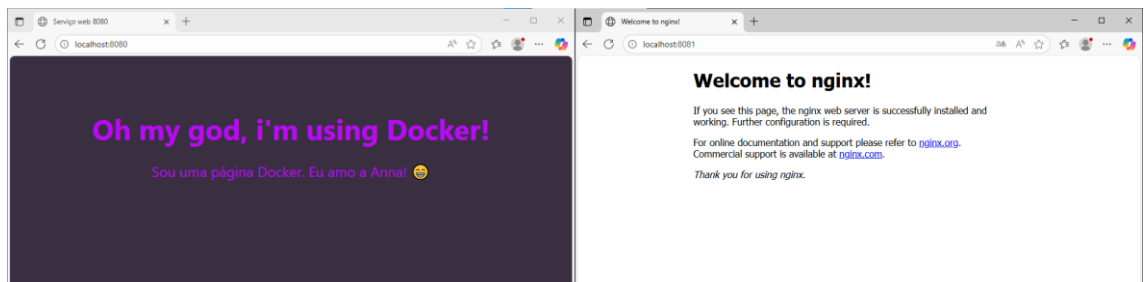 Serviço web 8080
localhost:8080
Oh my god, i'm using Docker!
Sou uma página Docker. Eu amo a Anna! 😁
Welcome to nginx!
localhost:8081
Welcome to nginx!
If you see this page, the nginx web server is successfully installed and
working. Further configuration is required.
For online documentation and support please refer to nginx.org.
Commercial support is available at nginx.com.
Thank you for using nginx.